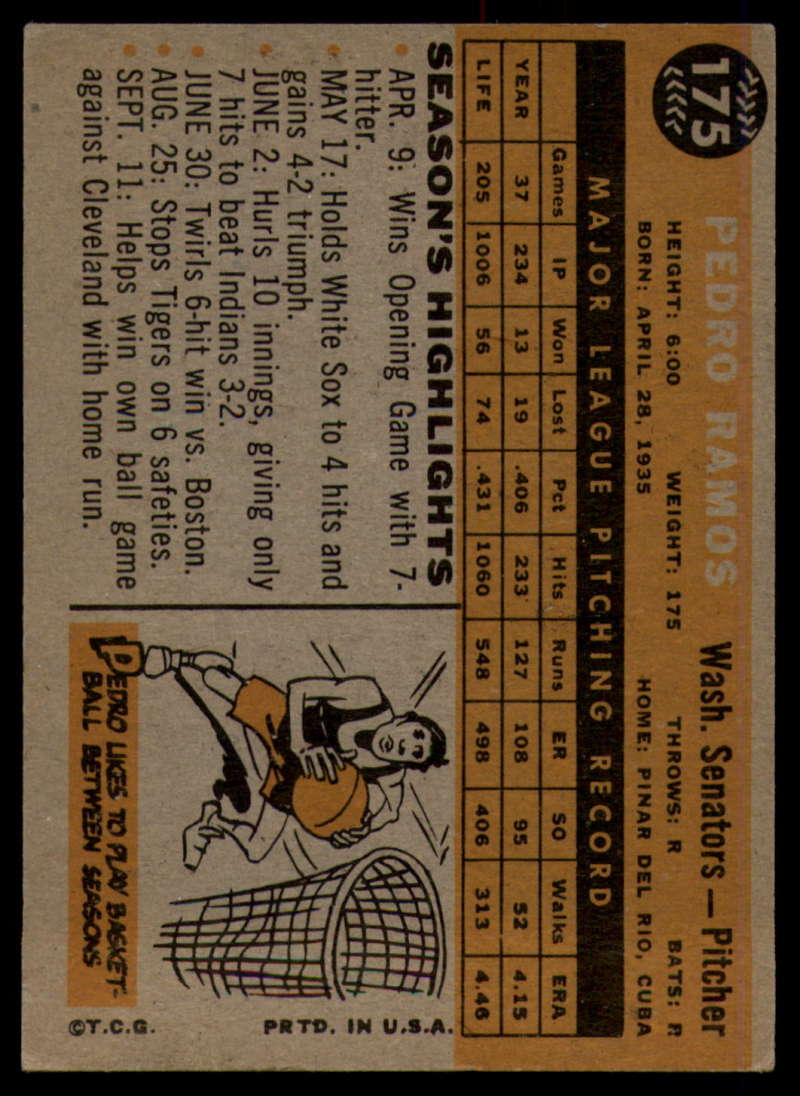 175
PEDRO RAMOS Wash. Senators — Pitcher
HEIGHT: 6:00 WEIGHT: 175 THROWS: R BATS: R
BORN: APRIL 28, 1935 HOME: PINAR DEL RIO, CUBA
MAJOR LEAGUE PITCHING RECORD
Games IP Won Lost Pct Hits Runs ER SO Walks ERA
YEAR 37 234 13 19 .406 233 127 108 95 52 4.15
LIFE 205 1006 56 74 .431 1060 548 498 406 313 4.46
SEASON'S HIGHLIGHTS
• APR. 9: Wins Opening Game with 7-
hitter.
• MAY 17: Holds White Sox to 4 hits and
gains 4-2 triumph.
• JUNE 2: Hurls 10 innings, giving only
7 hits to beat Indians 3-2.
• JUNE 30: Twirls 6-hit win vs. Boston.
• AUG. 25: Stops Tigers on 6 safeties.
• SEPT. 11: Helps win own ball game
against Cleveland with home run.
PEDRO LIKES TO PLAY BASKET-
BALL BETWEEN SEASONS
©T.C.G. PRTD. IN U.S.A.